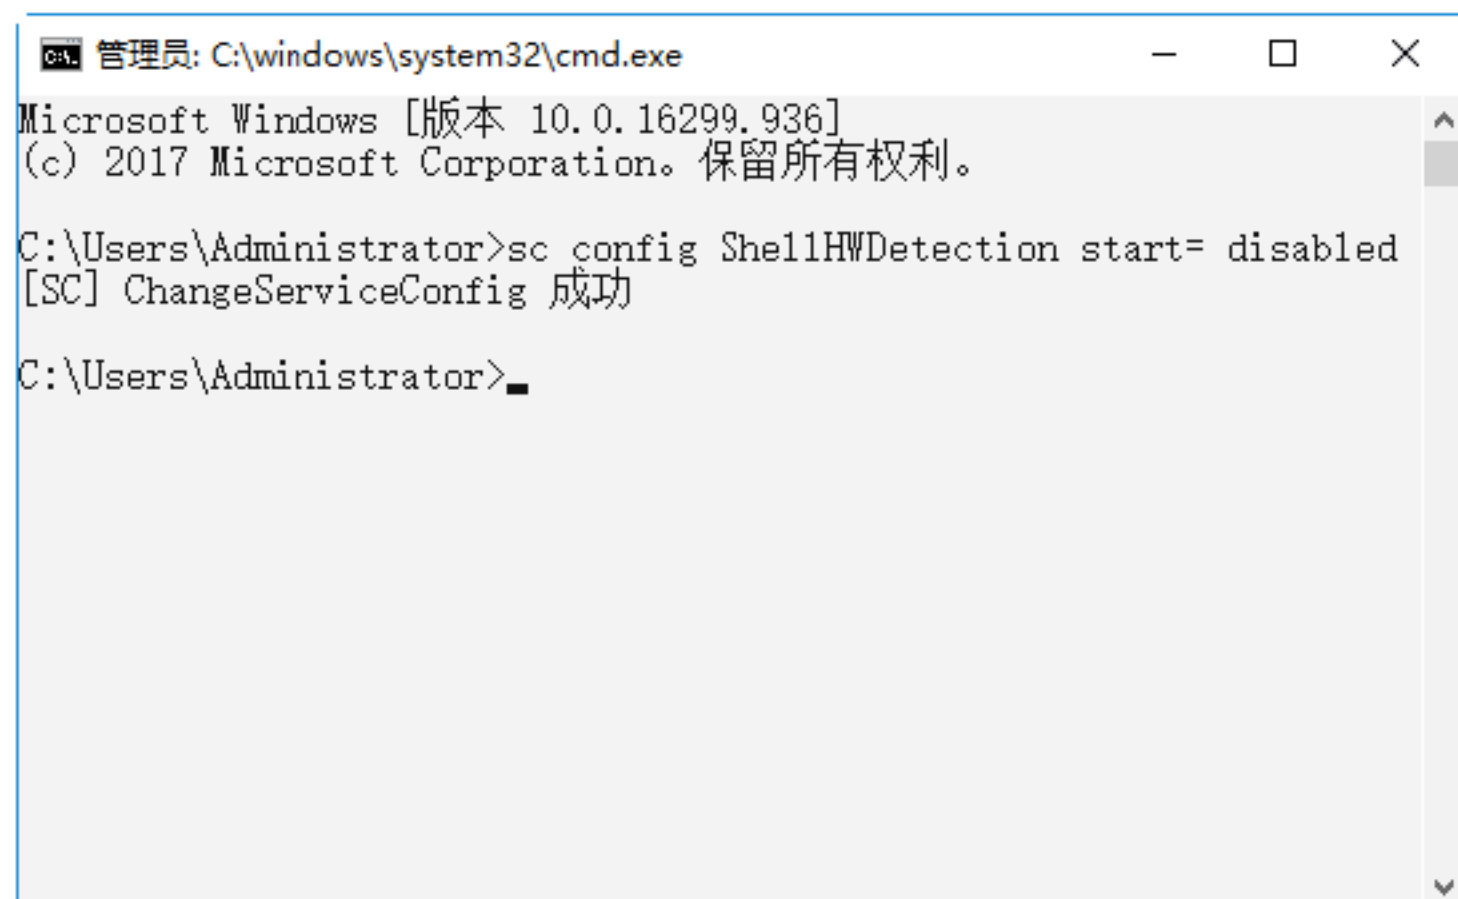 管理员: C:\windows\system32\cmd.exe
Microsoft Windows [版本 10.0.16299.936]
(c) 2017 Microsoft Corporation。保留所有权利。
C:\Users\Administrator>sc config ShellHWDetection start= disabled
[SC] ChangeServiceConfig 成功
C:\Users\Administrator>